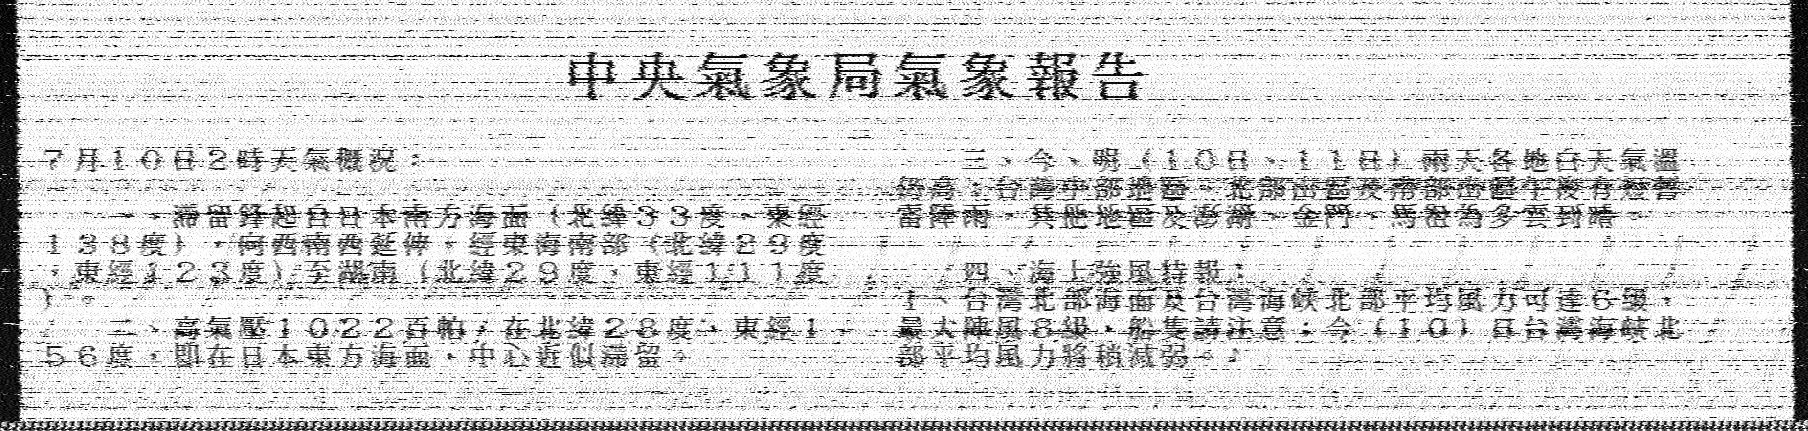 中央氣象局氣象報告
7月10日2時天氣概況：
一、滯留鋒起自日本南方海面（北緯33度、東經
138度），向西南西延伸，經東海南部（北緯29度
，東經123度）至湖南（北緯29度，東經111度
）。
二、高氣壓1022百帕，在北緯28度，東經1
56度，即在日本東方海面，中心近似滯留。
三、今、明（10日、11日）兩天各地白天氣溫
台灣中部地區、北部山區及南部山區午後有
雷陣雨，其他地區及澎湖、金門、馬祖為多雲到晴。
四、海上強風特報：
1、台灣北部海面及台灣海峽北部平均風力可達6級，
最大陣風8級，船隻請注意；今（10）日台灣海峽北
部平均風力將稍減弱。